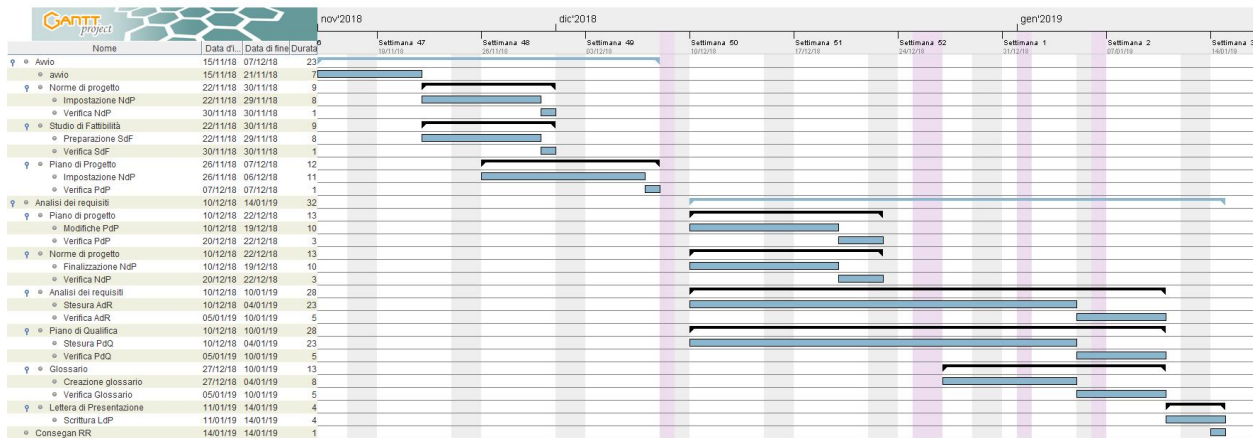 GANTT
project
nov'2018 dic'2018 gen'2019
Nome Data d'i... Data di fine Durata
6 Settimana 47 Settimana 48 Settimana 49 Settimana 50 Settimana 51 Settimana 52 Settimana 1 Settimana 2 Settimana 3
19/11/18 26/11/18 03/12/18 10/12/18 17/12/18 24/12/18 31/12/18 07/01/19 14/01/19
Avvio 15/11/18 07/12/18 23
avvio 15/11/18 21/11/18 7
Norme di progetto 22/11/18 30/11/18 9
Impostazione NdP 22/11/18 29/11/18 8
Verifica NdP 30/11/18 30/11/18 1
Studio di Fattibilità 22/11/18 30/11/18 9
Preparazione SdF 22/11/18 29/11/18 8
Verifica SdF 30/11/18 30/11/18 1
Piano di Progetto 26/11/18 07/12/18 12
Impostazione NdP 26/11/18 06/12/18 11
Verifica PdP 07/12/18 07/12/18 1
Analisi dei requisiti 10/12/18 14/01/19 32
Piano di progetto 10/12/18 22/12/18 13
Modifiche PdP 10/12/18 19/12/18 10
Verifica PdP 20/12/18 22/12/18 3
Norme di progetto 10/12/18 22/12/18 13
Finalizzazione NdP 10/12/18 19/12/18 10
Verifica NdP 20/12/18 22/12/18 3
Analisi dei requisiti 10/12/18 10/01/19 28
Stesura AdR 10/12/18 04/01/19 23
Verifica AdR 05/01/19 10/01/19 5
Piano di Qualifica 10/12/18 10/01/19 28
Stesura PdQ 10/12/18 04/01/19 23
Verifica PdQ 05/01/19 10/01/19 5
Glossario 27/12/18 10/01/19 13
Creazione glossario 27/12/18 04/01/19 8
Verifica Glossario 05/01/19 10/01/19 5
Lettera di Presentazione 11/01/19 14/01/19 4
Scrittura LdP 11/01/19 14/01/19 4
Consegan RR 14/01/19 14/01/19 1